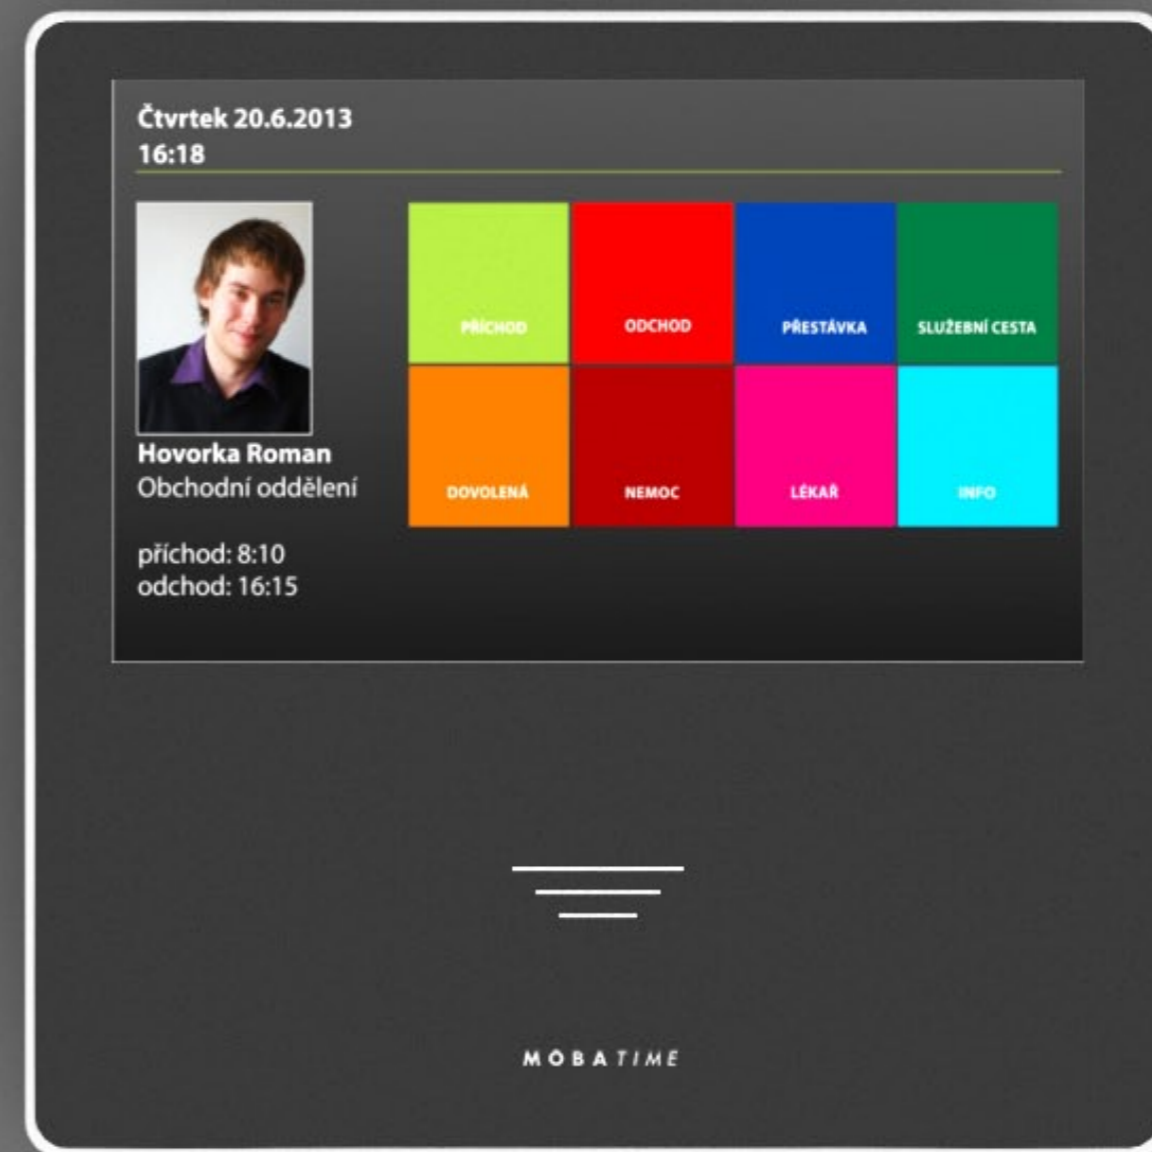 Čtvrtek 20.6.2013
16:18
PŘÍCHOD
ODCHOD
PŘESTÁVKA
SLUŽEBNÍ CESTA
DOVOLENÁ
NEMOC
LÉKAŘ
INFO
Hovorka Roman
Obchodní oddělení
příchod: 8:10
odchod: 16:15
MOBATIME